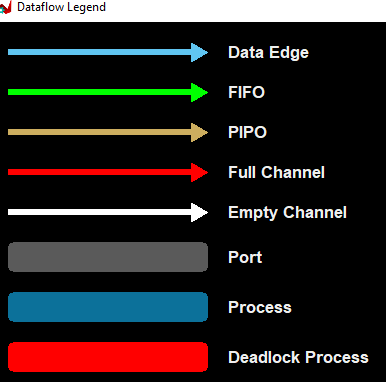 Dataflow Legend
Data Edge
FIFO
PIPO
Full Channel
Empty Channel
Port
Process
Deadlock Process